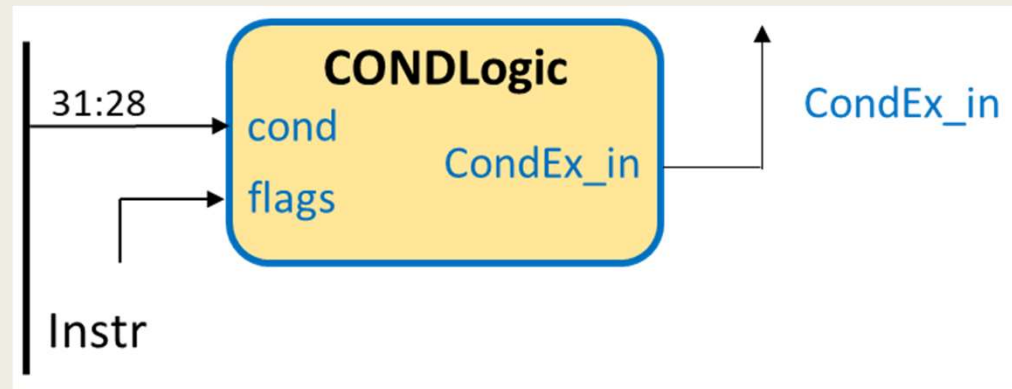 CONDLogic
31:28
cond
CondEx_in
CondEx_in
flags
Instr